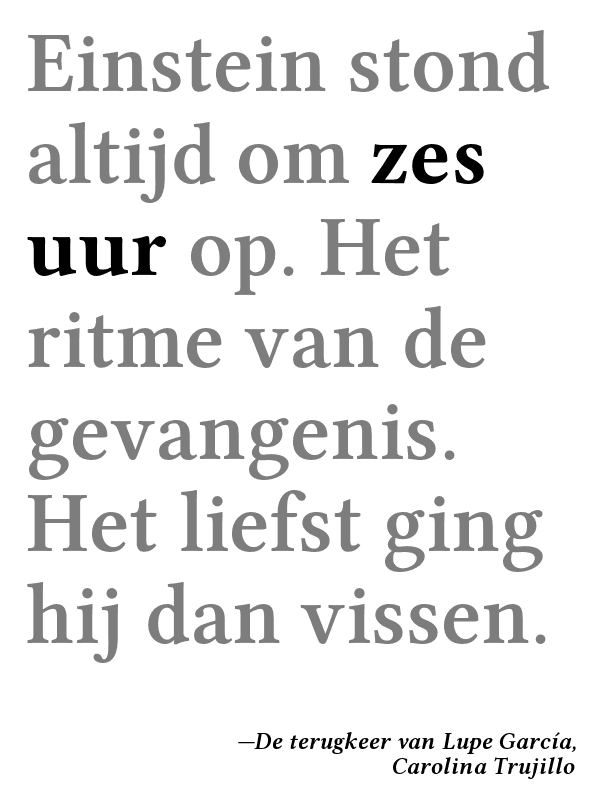 Einstein stond
altijd om zes
uur op. Het
ritme van de
gevangenis.
Het liefst ging
hij dan vissen.
—De terugkeer van Lupe García,
Carolina Trujillo